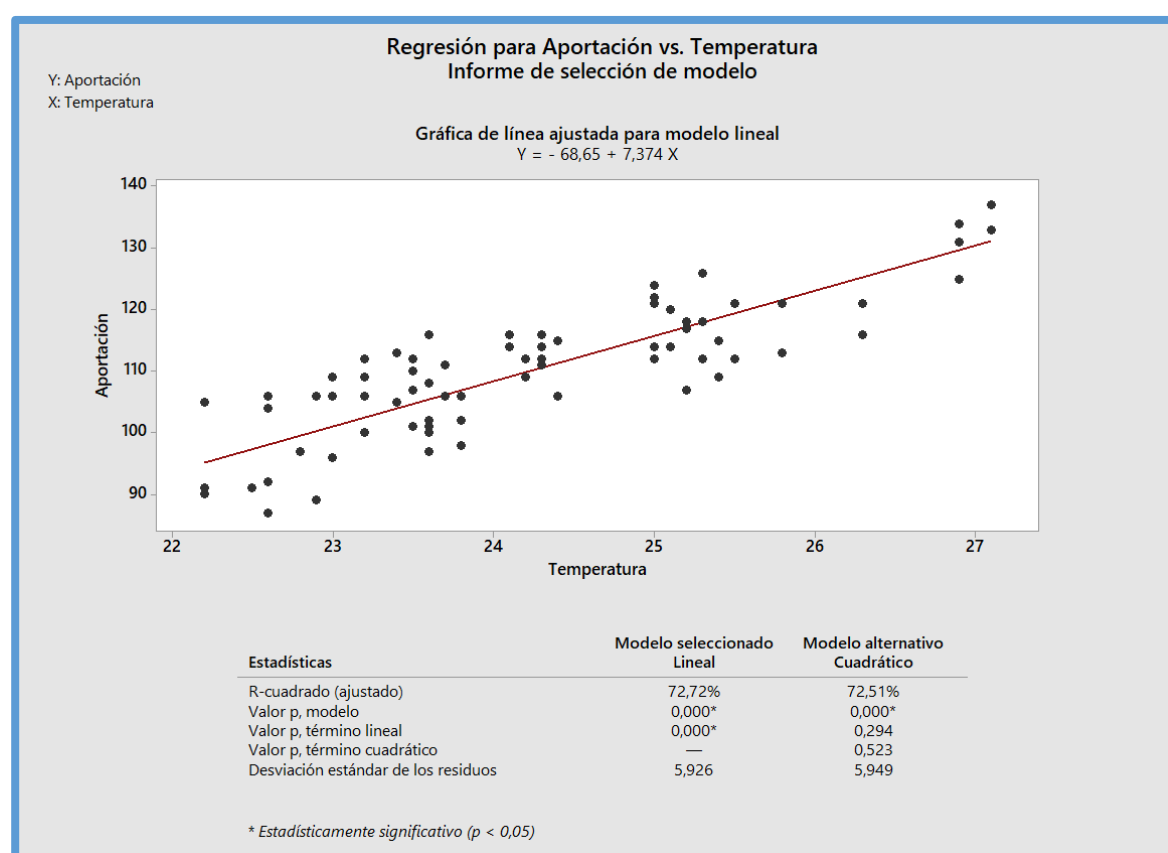 Regresión para Aportación vs. Temperatura
Informe de selección de modelo
Y: Aportación
X: Temperatura
Gráfica de línea ajustada para modelo lineal
Y = - 68,65 + 7,374 X
140
130
120
110
100
90
Aportación
22 23 24 25 26 27
Temperatura
Modelo seleccionado Modelo alternativo
Estadísticas Lineal Cuadrático
R-cuadrado (ajustado) 72,72% 72,51%
Valor p, modelo 0,000* 0,000*
Valor p, término lineal 0,000* 0,294
Valor p, término cuadrático — 0,523
Desviación estándar de los residuos 5,926 5,949
* Estadísticamente significativo (p < 0,05)